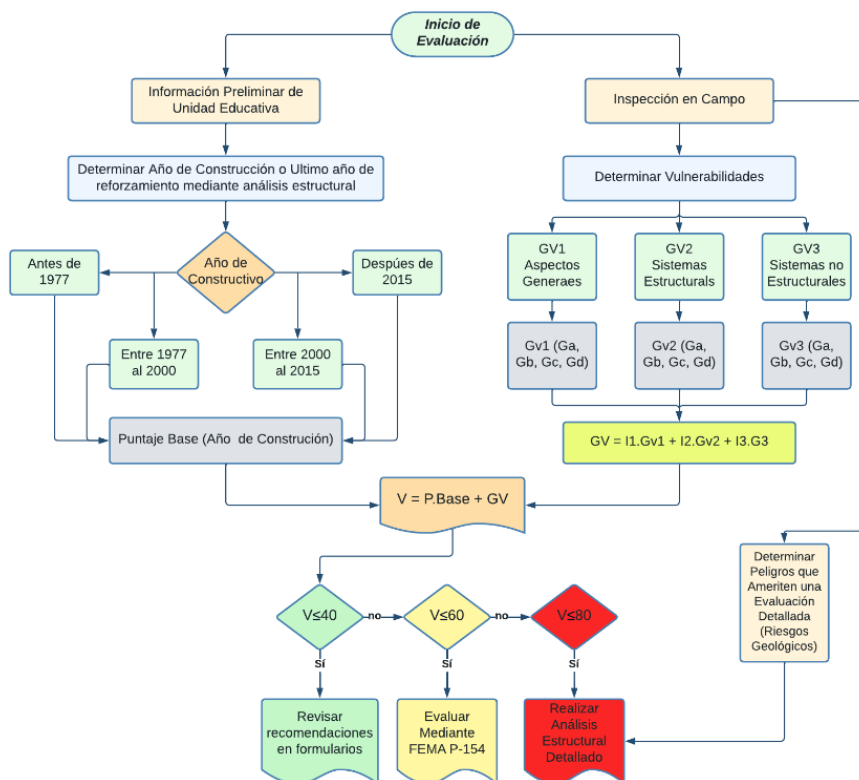 Inicio de
Evaluación
Información Preliminar de
Unidad Educativa
Inspección en Campo
Determinar Año de Construcción o Ultimo año de
reforzamiento mediante análisis estructural
Determinar Vulnerabilidades
Antes de
1977
Año de
Constructivo
Despúes de
2015
GV1
Aspectos
Generaes
GV2
Sistemas
Estructurals
GV3
Sistemas no
Estructurales
Entre 1977
al 2000
Entre 2000
al 2015
Gv1 (Ga,
Gb, Gc, Gd)
Gv2 (Ga,
Gb, Gc, Gd)
Gv3 (Ga,
Gb, Gc, Gd)
Puntaje Base (Año de Construción)
GV = I1.Gv1 + I2.Gv2 + I3.G3
V = P.Base + GV
Determinar
Peligros que
Ameriten una
Evaluación
Detallada
(Riesgos
Geológicos)
V≤40
no
V≤60
no
V≤80
Sí
Sí
Sí
Revisar
recomendaciones
en formularios
Evaluar
Mediante
FEMA P-154
Realizar
Análisis
Estructural
Detallado